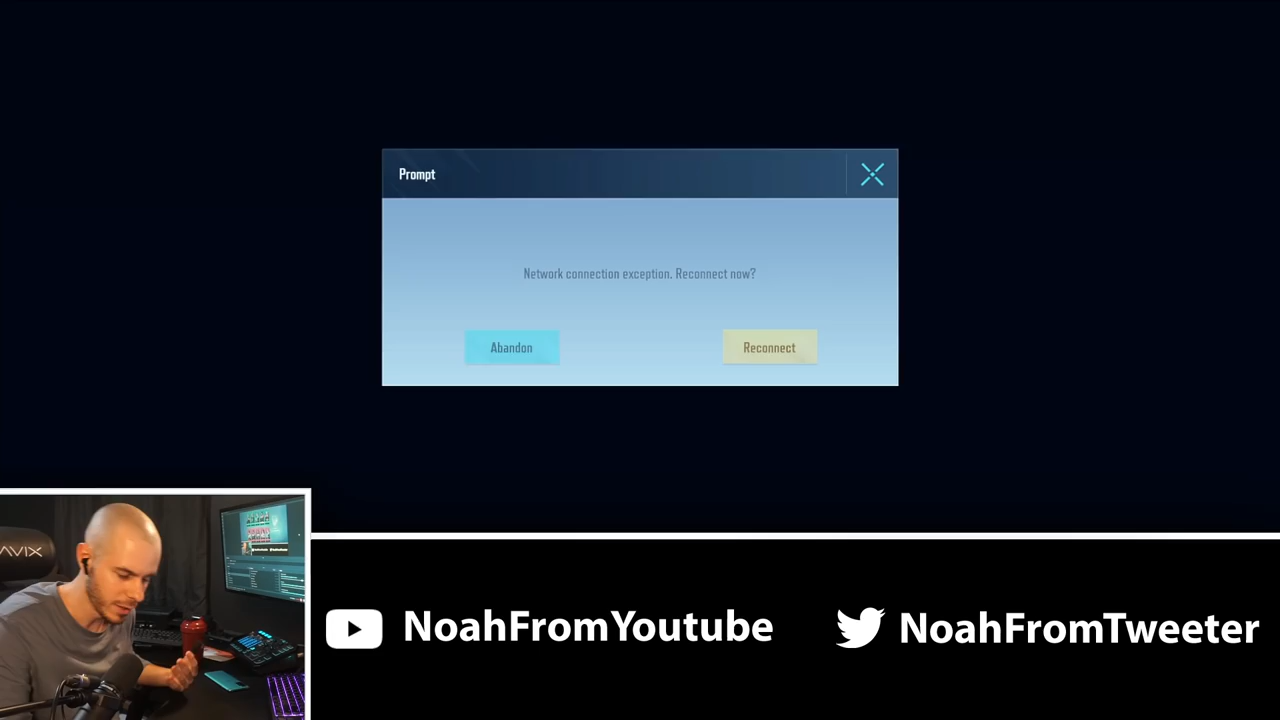 Prompt
Network connection exception. Reconnect now?
Abandon
Reconnect
NoahFromYoutube
NoahFromTweeter